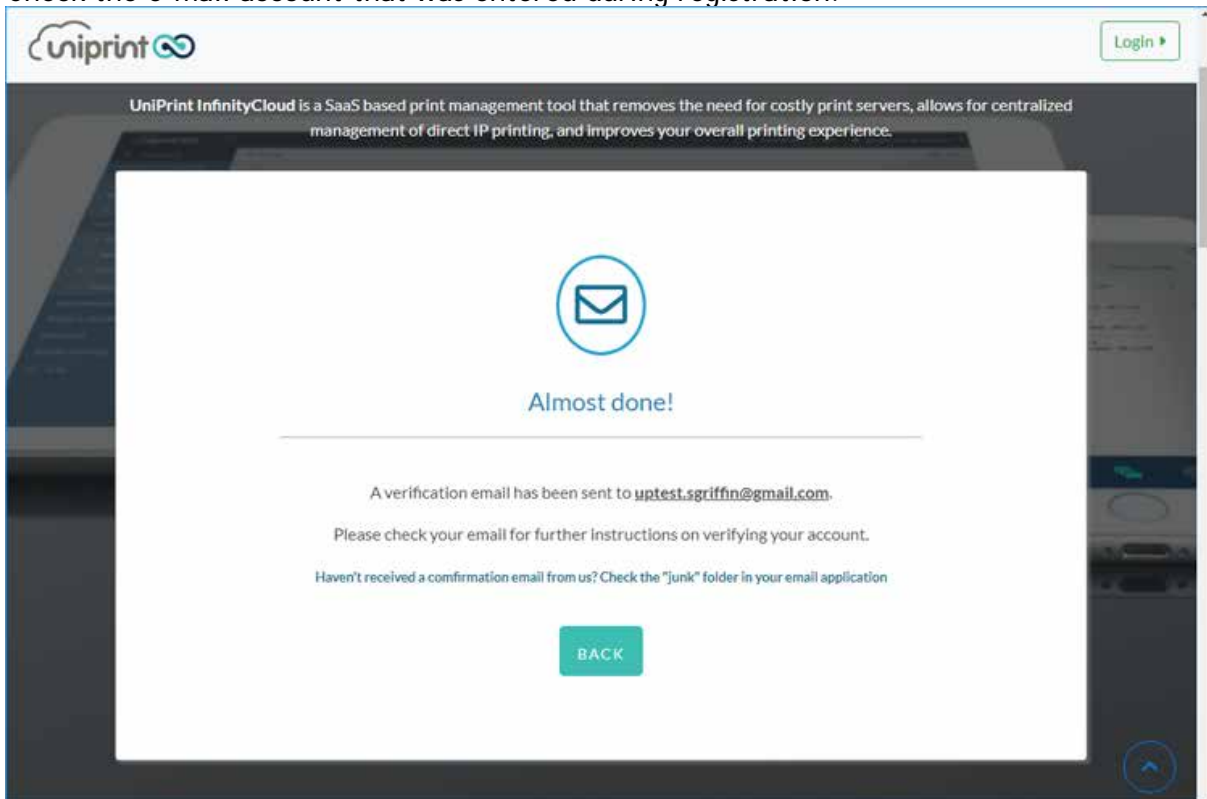 check the e-mail account that was entered during registration.
uniprint
Login
UniPrint InfinityCloud is a SaaS based print management tool that removes the need for costly print servers, allows for centralized
management of direct IP printing, and improves your overall printing experience.
Almost done!
A verification email has been sent to uptest.sgriffin@gmail.com.
Please check your email for further instructions on verifying your account.
Haven't received a comfirmation email from us? Check the "junk" folder in your email application
BACK